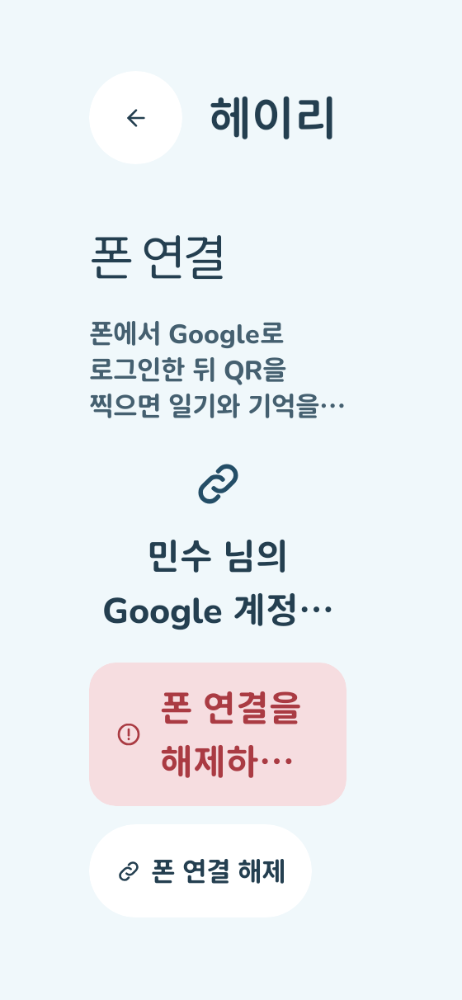 헤이리
폰 연결
폰에서 Google로
로그인한 뒤 QR을
찍으면 일기와 기억을…
민수 님의
Google 계정…
폰 연결을
해제하…
폰 연결 해제